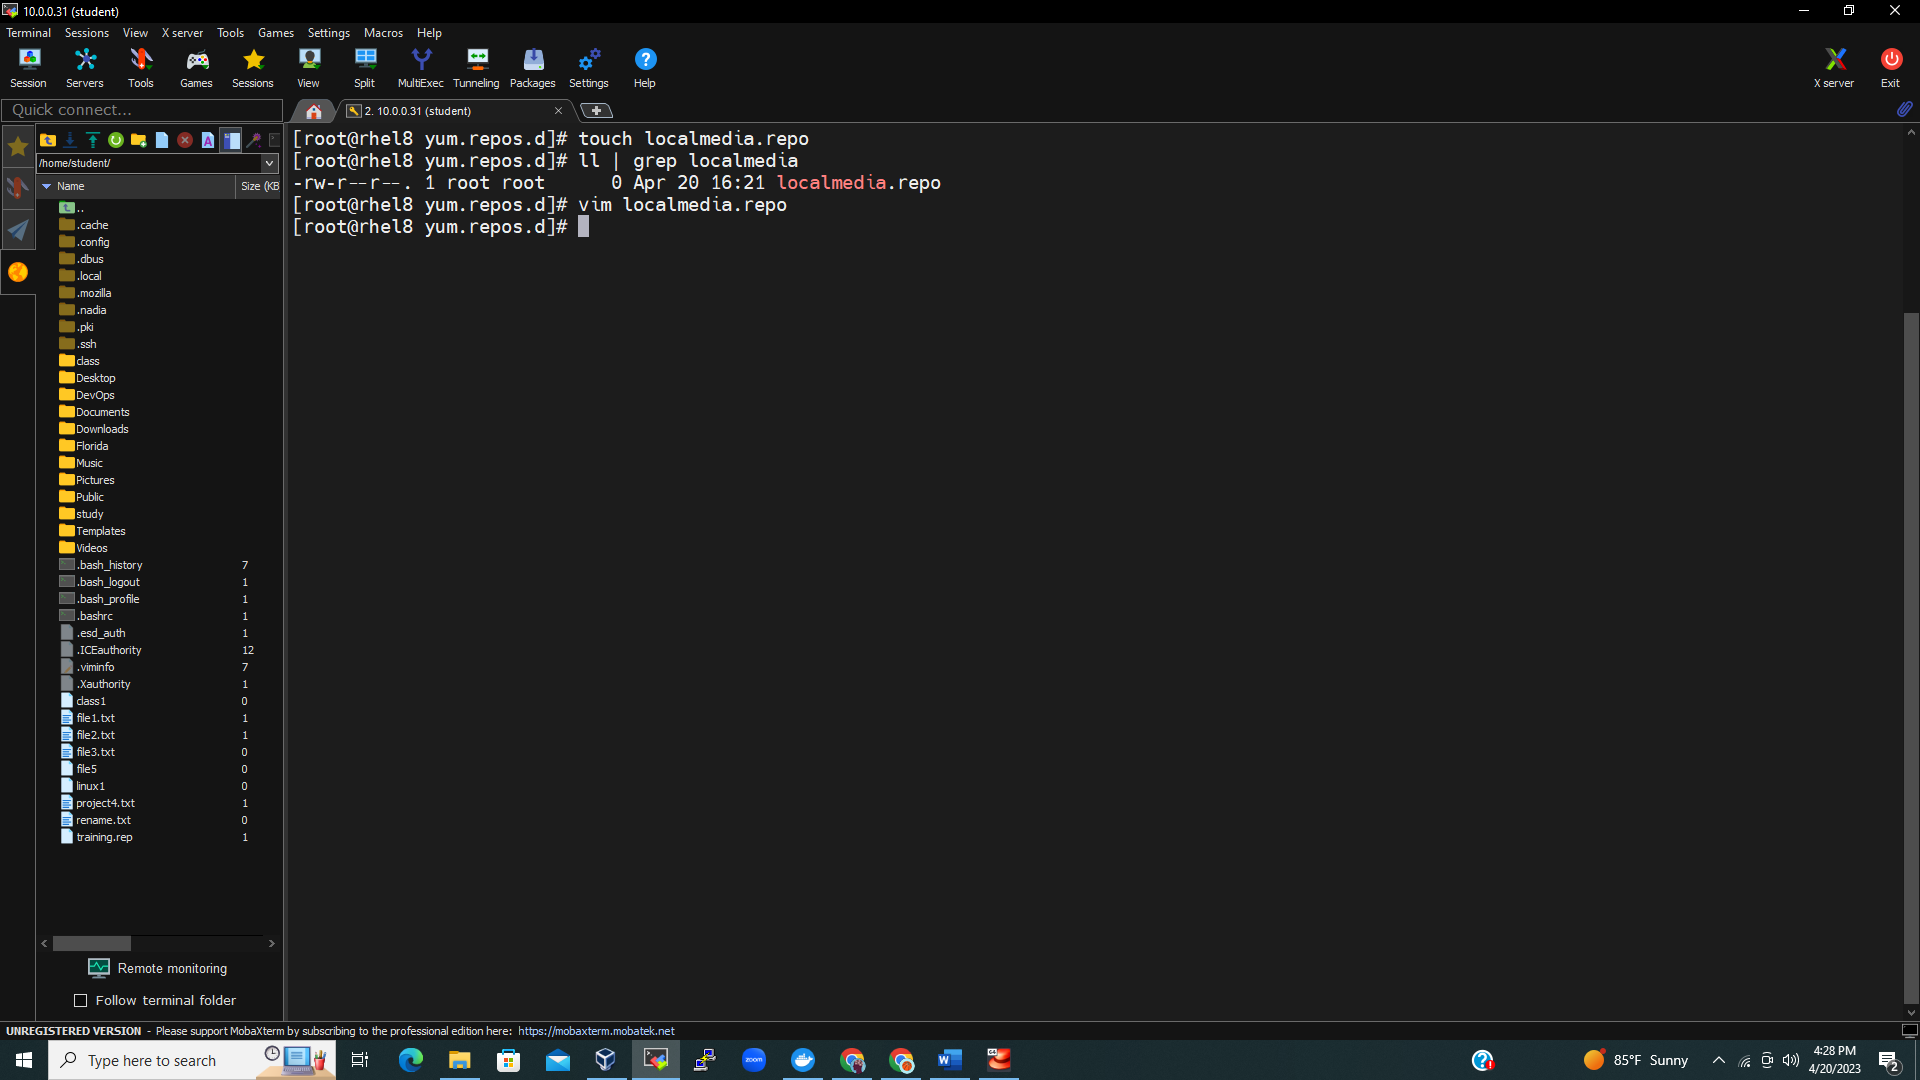 10.0.0.31 (student)
Terminal Sessions View X server Tools Games Settings Macros Help
Session Servers Tools Games Sessions View Split MultiExec Tunneling Packages Settings Help X server Exit
Quick connect...
2. 10.0.0.31 (student)
/home/student/
Name Size (KB
..
.cache
.config
.dbus
.local
.mozilla
.nadia
.pki
.ssh
class
Desktop
DevOps
Documents
Downloads
Florida
Music
Pictures
Public
study
Templates
Videos
.bash_history 7
.bash_logout 1
.bash_profile 1
.bashrc 1
.esd_auth 1
.ICEauthority 12
.viminfo 7
.Xauthority 1
class1 0
file1.txt 1
file2.txt 1
file3.txt 0
file5 0
linux1 0
project4.txt 1
rename.txt 0
training.rep 1
Remote monitoring
Follow terminal folder
[root@rhel8 yum.repos.d]# touch localmedia.repo
[root@rhel8 yum.repos.d]# ll | grep localmedia
-rw-r--r--. 1 root root 0 Apr 20 16:21 localmedia.repo
[root@rhel8 yum.repos.d]# vim localmedia.repo
[root@rhel8 yum.repos.d]#
UNREGISTERED VERSION - Please support MobaXterm by subscribing to the professional edition here: https://mobaxterm.mobatek.net
Type here to search
zoom
85°F Sunny
4:28 PM
4/20/2023
2